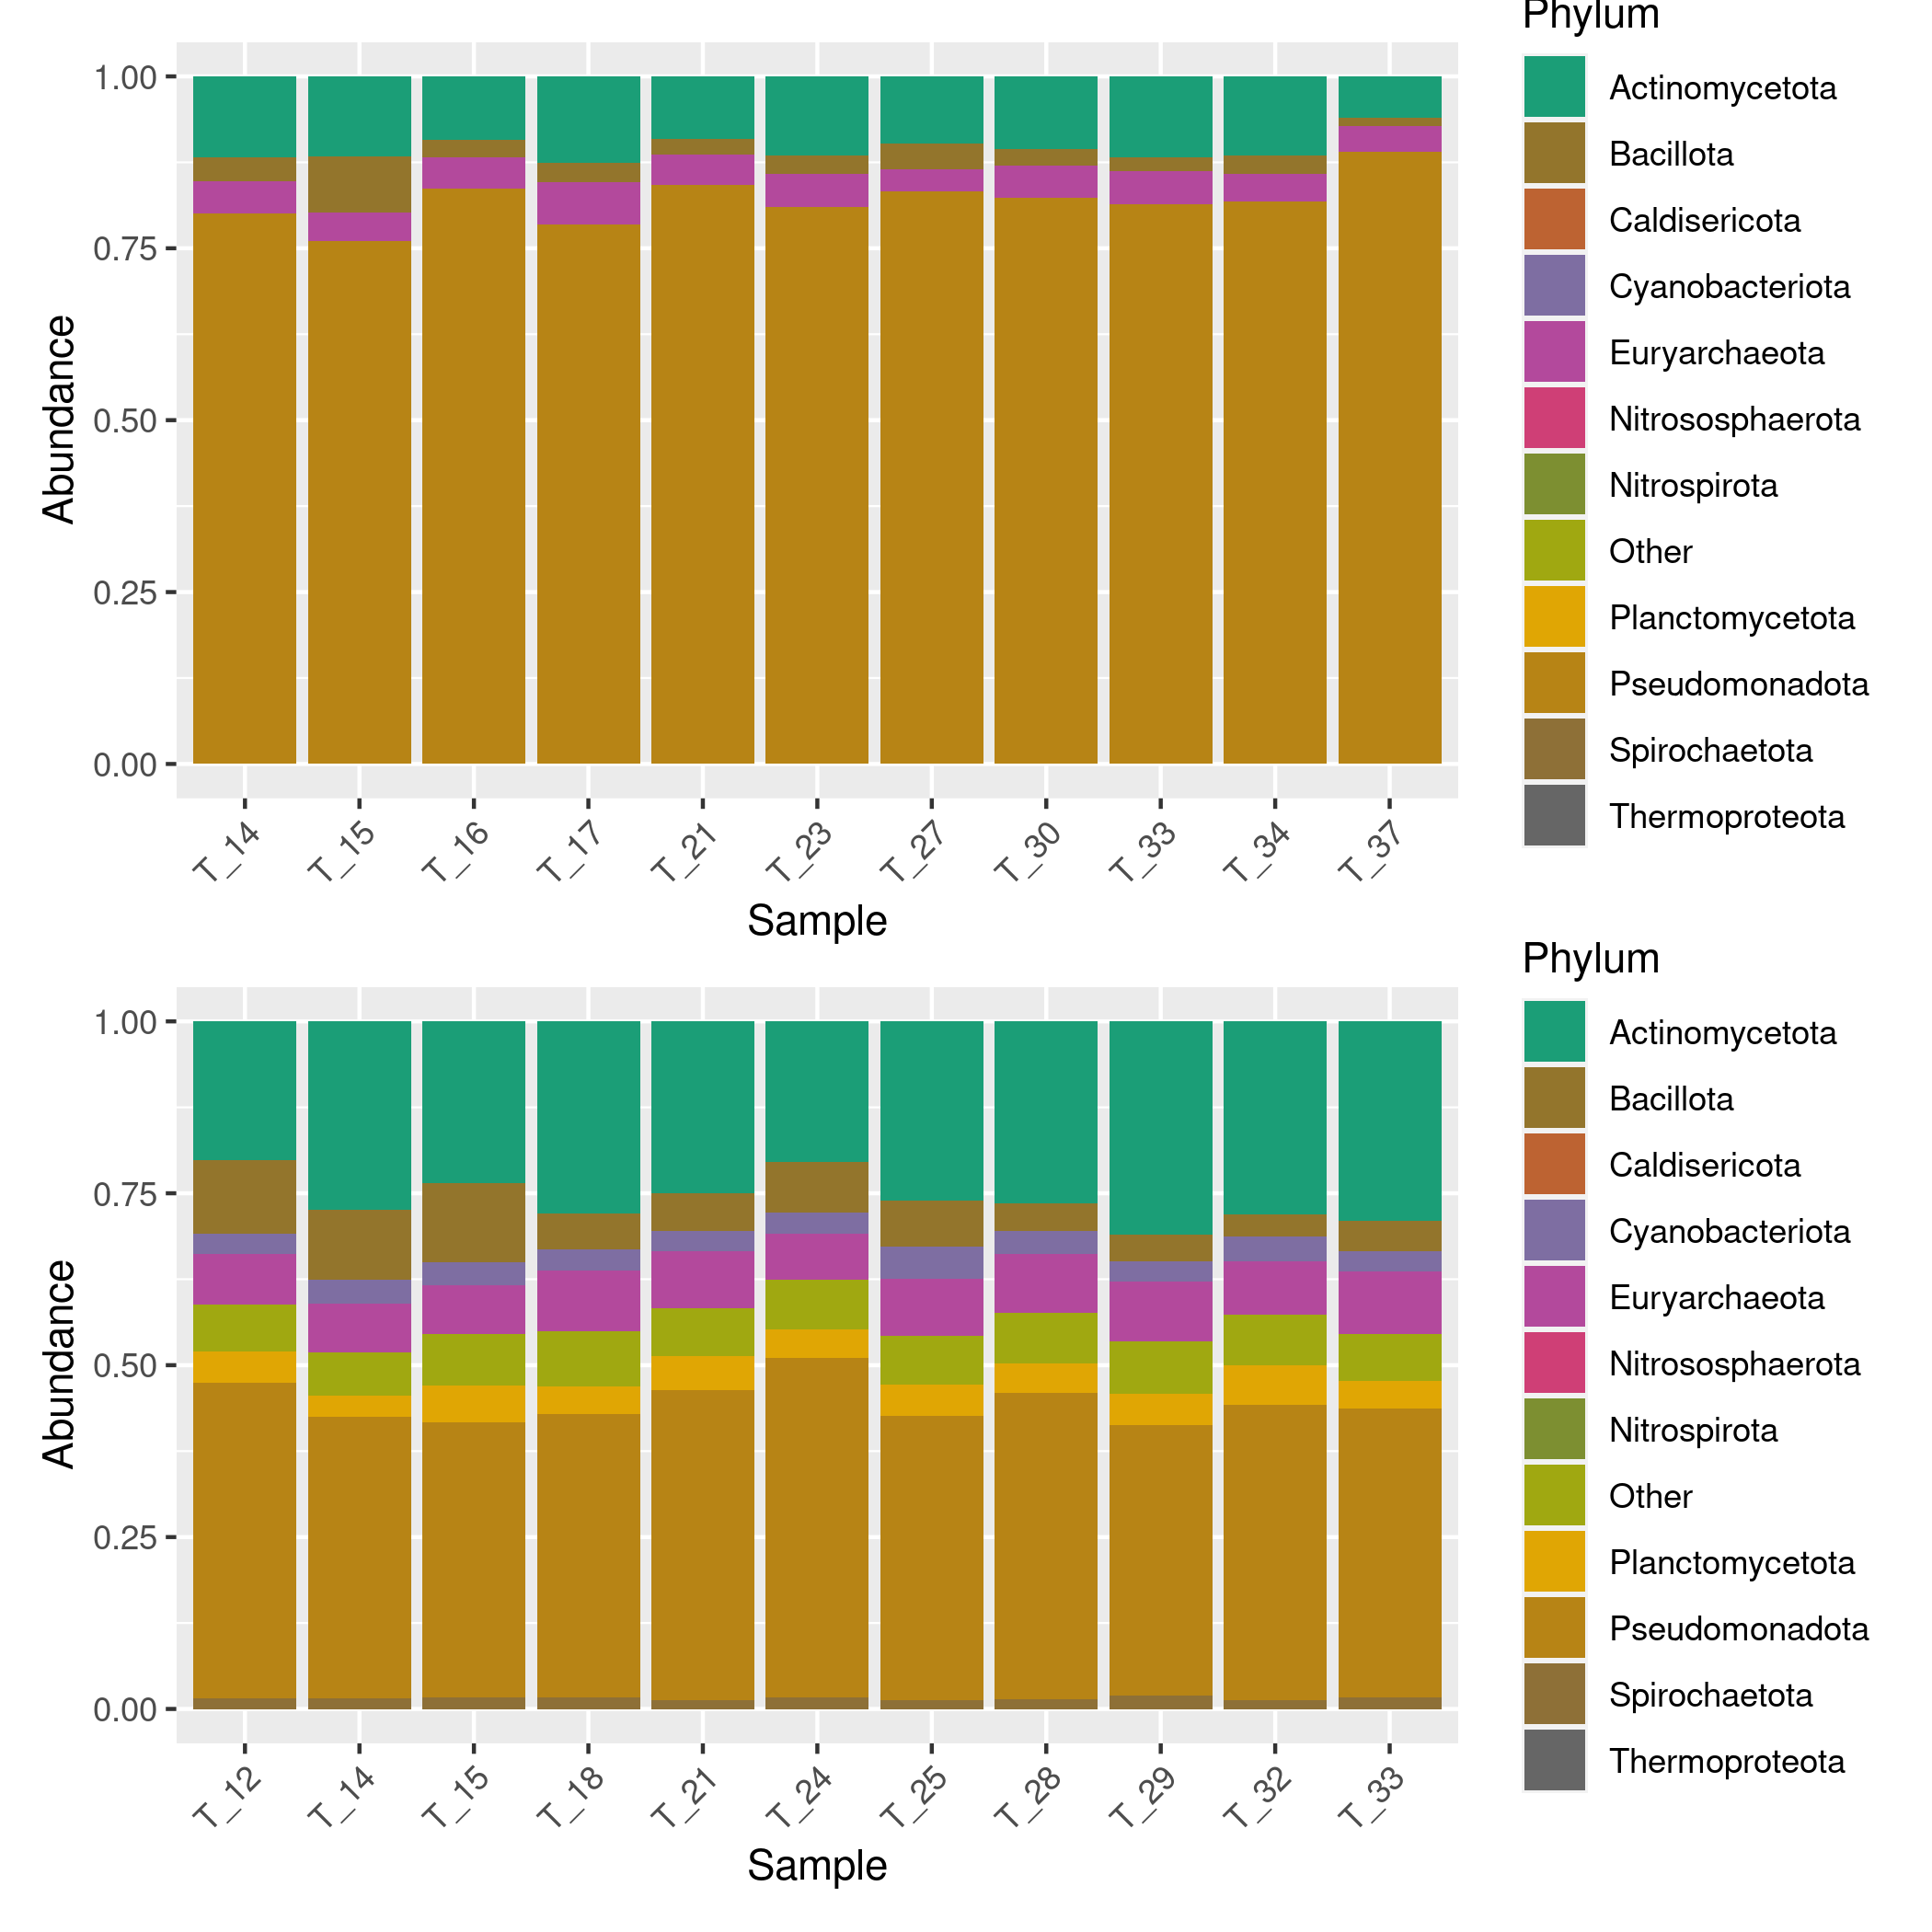 Phylum
1.00
0.75
0.50
0.25
0.00
Abundance
T_14
T_15
T_16
T_17
T_21
T_23
T_27
T_30
T_33
T_34
T_37
Sample
Actinomycetota
Bacillota
Caldisericota
Cyanobacteriota
Euryarchaeota
Nitrososphaerota
Nitrospirota
Other
Planctomycetota
Pseudomonadota
Spirochaetota
Thermoproteota
Phylum
1.00
0.75
0.50
0.25
0.00
Abundance
T_12
T_14
T_15
T_18
T_21
T_24
T_25
T_28
T_29
T_32
T_33
Sample
Actinomycetota
Bacillota
Caldisericota
Cyanobacteriota
Euryarchaeota
Nitrososphaerota
Nitrospirota
Other
Planctomycetota
Pseudomonadota
Spirochaetota
Thermoproteota